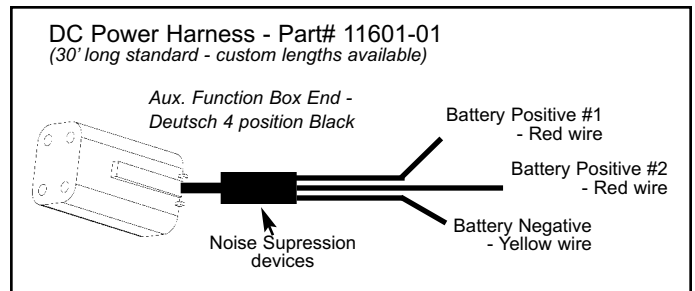 DC Power Harness - Part# 11601-01
(30' long standard - custom lengths available)
Aux. Function Box End -
Deutsch 4 position Black
Battery Positive #1
- Red wire
Battery Positive #2
- Red wire
Battery Negative
- Yellow wire
Noise Supression
devices